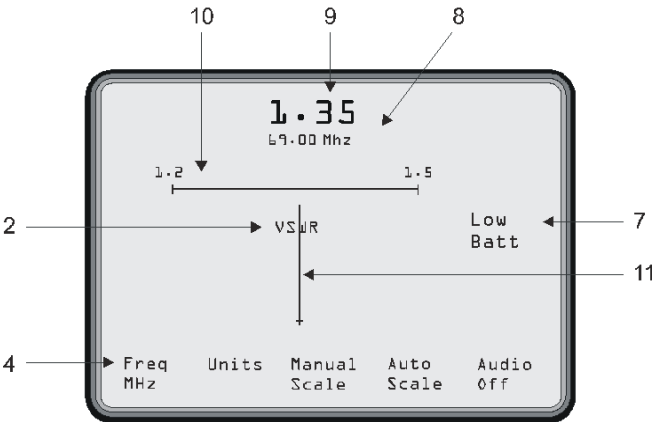 10 9 8
1.35
69.00 Mhz
1.2 1.5
2 VSWR Low 7
Batt
11
4 Freq Units Manual Auto Audio
MHz Scale Scale Off